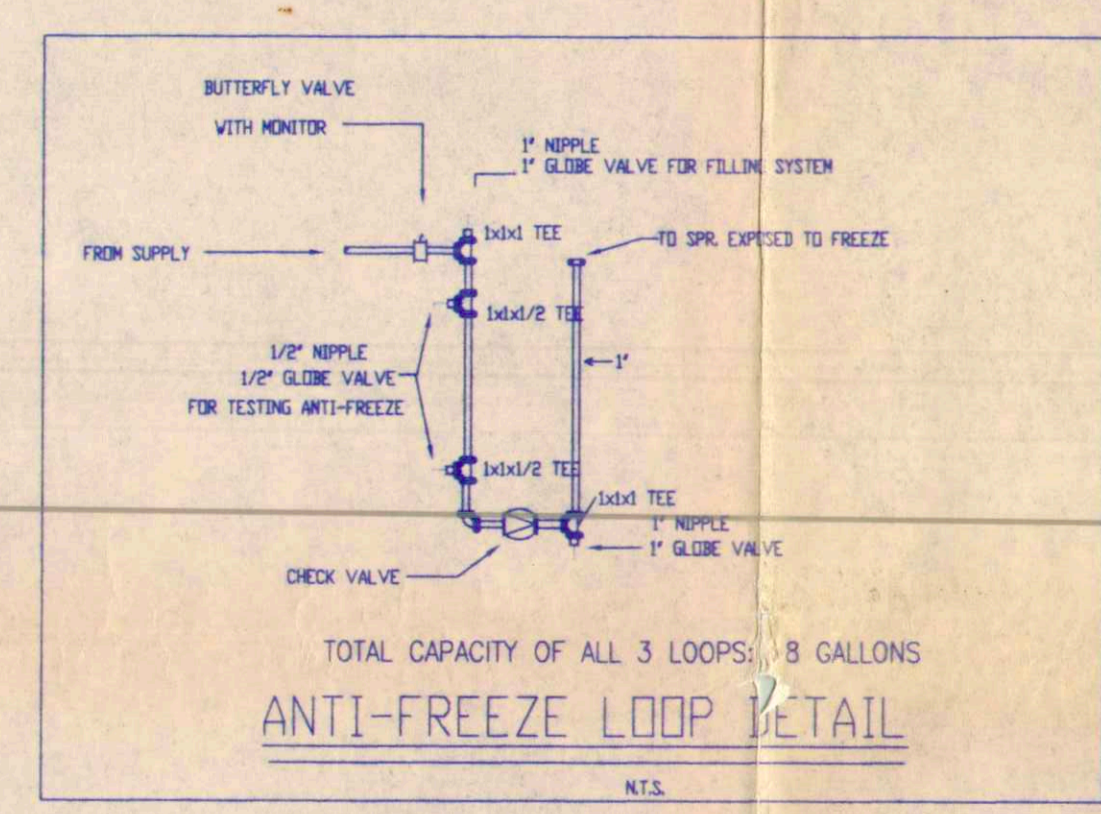 BUTTERFLY VALVE
WITH MONITOR
1" NIPPLE
1" GLOBE VALVE FOR FILLING SYSTEM
1x1x1 TEE
FROM SUPPLY
TO SPR. EXPOSED TO FREEZE
1x1x1/2 TEE
1/2" NIPPLE
1/2" GLOBE VALVE
FOR TESTING ANTI-FREEZE
1"
1x1x1/2 TEE
1x1x1 TEE
1" NIPPLE
1" GLOBE VALVE
CHECK VALVE
TOTAL CAPACITY OF ALL 3 LOOPS: 8 GALLONS
ANTI-FREEZE LOOP DETAIL
N.T.S.